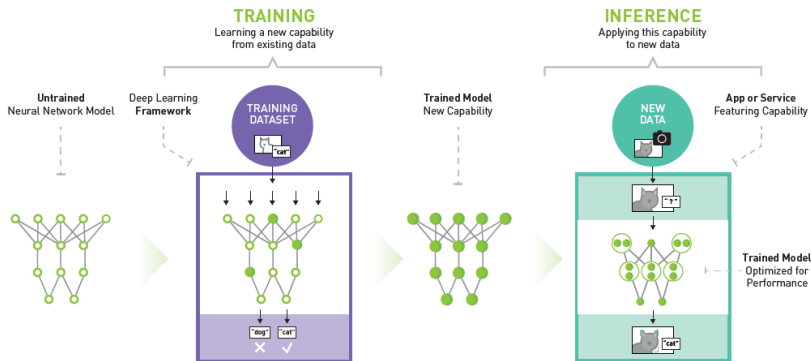 TRAINING
Learning a new capability
from existing data
INFERENCE
Applying this capability
to new data
Untrained
Neural Network Model
Deep Learning
Framework
TRAINING
DATASET
"cat"
Trained Model
New Capability
NEW
DATA
App or Service
Featuring Capability
"?"
Trained Model
Optimized for
Performance
"dog"
"cat"
"cat"